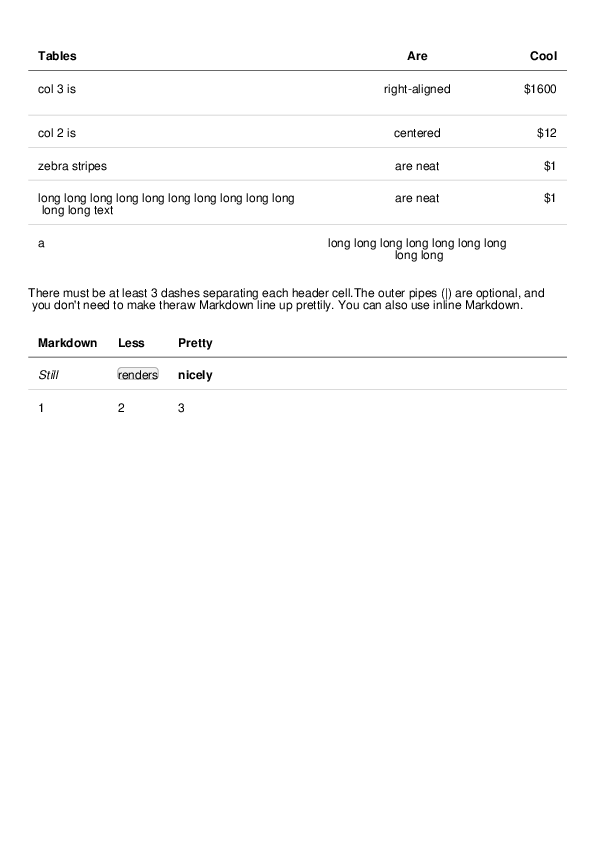 Tables Are Cool
col 3 is right-aligned $1600
col 2 is centered $12
zebra stripes are neat $1
long long long long long long long long long long are neat $1
long long text
a long long long long long long long
long long
There must be at least 3 dashes separating each header cell.The outer pipes (|) are optional, and
you don't need to make theraw Markdown line up prettily. You can also use inline Markdown.
Markdown Less Pretty
Still renders nicely
1 2 3